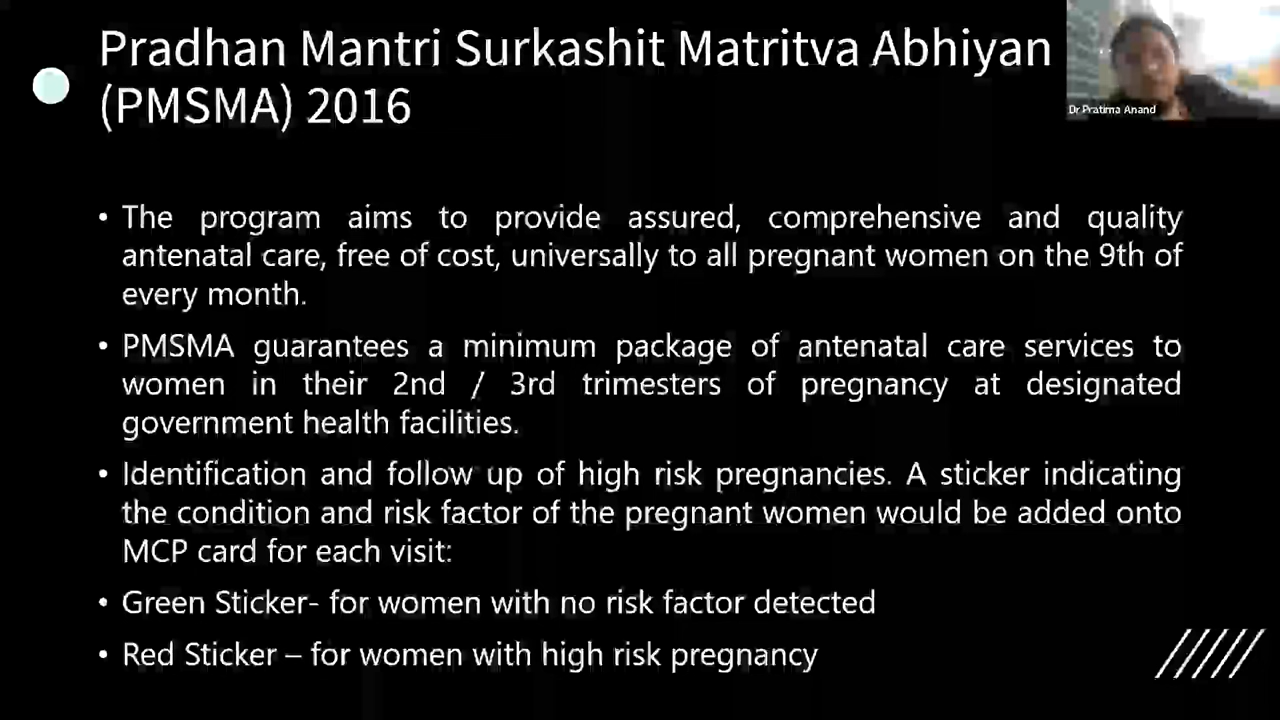 Pradhan Mantri Surkashit Matritva Abhiyan
(PMSMA) 2016
Dr Pratima Anand
• The program aims to provide assured, comprehensive and quality
antenatal care, free of cost, universally to all pregnant women on the 9th of
every month.
• PMSMA guarantees a minimum package of antenatal care services to
women in their 2nd / 3rd trimesters of pregnancy at designated
government health facilities.
• Identification and follow up of high risk pregnancies. A sticker indicating
the condition and risk factor of the pregnant women would be added onto
MCP card for each visit:
• Green Sticker- for women with no risk factor detected
• Red Sticker – for women with high risk pregnancy